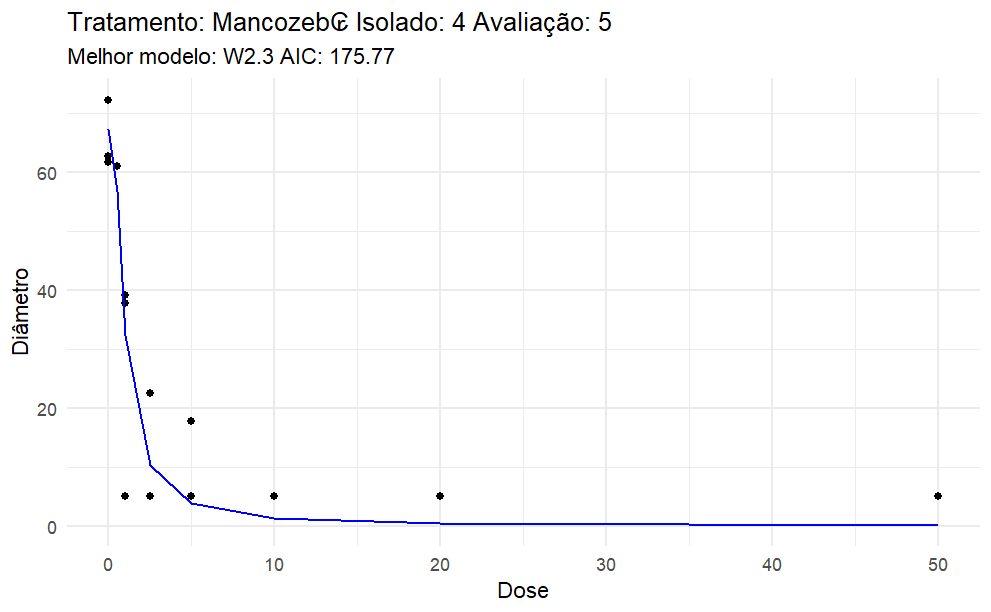 Tratamento: Mancozeb₢ Isolado: 4 Avaliação: 5
Melhor modelo: W2.3 AIC: 175.77
60
40
20
0
Diâmetro
0 10 20 30 40 50
Dose